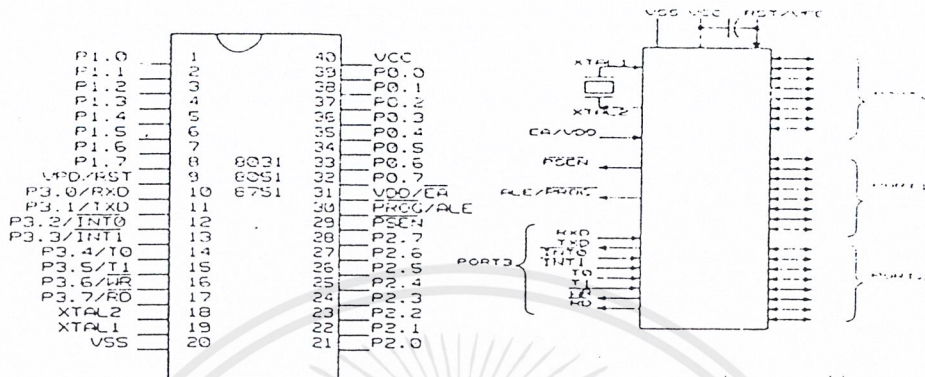 P1.0 1 40 VCC
P1.1 2 39 P0.0
P1.2 3 38 P0.1
P1.3 4 37 P0.2
P1.4 5 36 P0.3
P1.5 6 35 P0.4
P1.6 7 34 P0.5
P1.7 8 33 P0.6
VPD/RST 9 32 P0.7
P3.0/RXD 10 31 VDD/EA
P3.1/TXD 11 30 PROG/ALE
P3.2/INT0 12 29 PSEN
P3.3/INT1 13 28 P2.7
P3.4/T0 14 27 P2.6
P3.5/T1 15 26 P2.5
P3.6/WR 16 25 P2.4
P3.7/RD 17 24 P2.3
XTAL2 18 23 P2.2
XTAL1 19 22 P2.1
VSS 20 21 P2.0
8031
8051
8751
VSS VCC
XTAL1
XTAL2
EA/VDD
PSEN
ALE/PROG
PORT3
RXD
TXD
INT0
INT1
T0
T1
RD